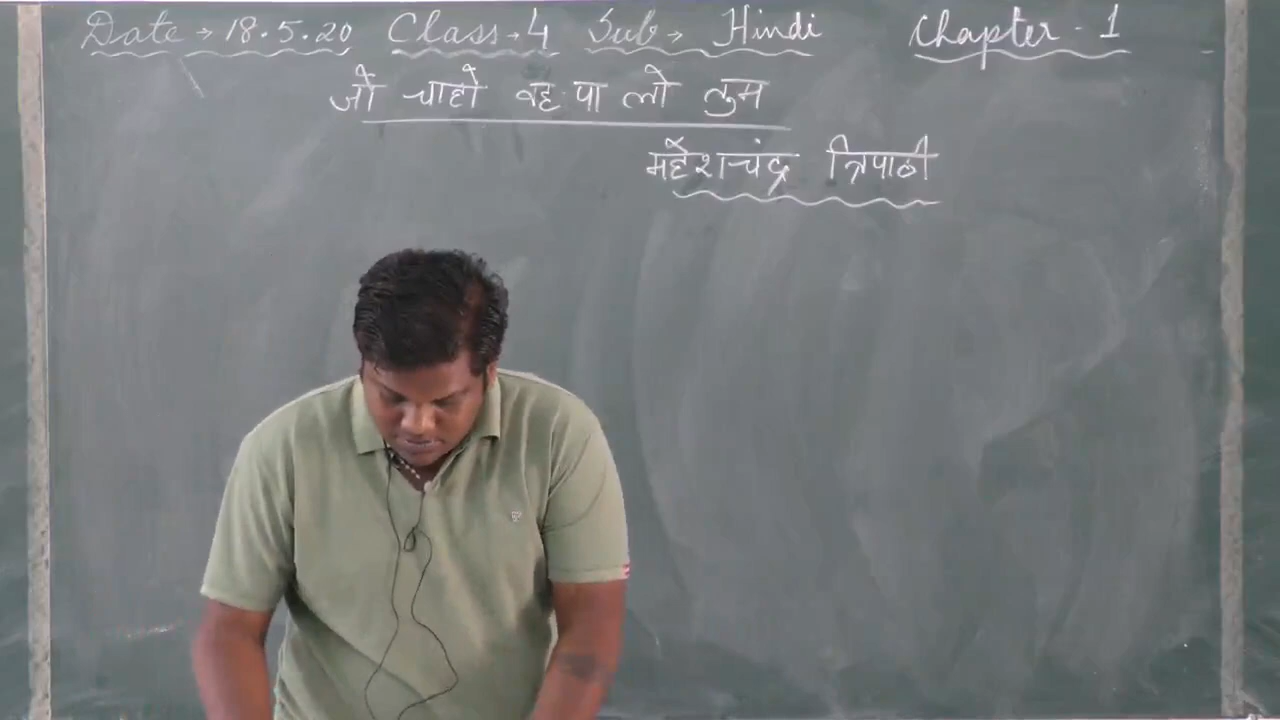 Date → 18.5.20 Class → 4 Sub → Hindi Chapter - 1
जो चाहो वह पा लो तुम
महेशचंद्र त्रिपाठी